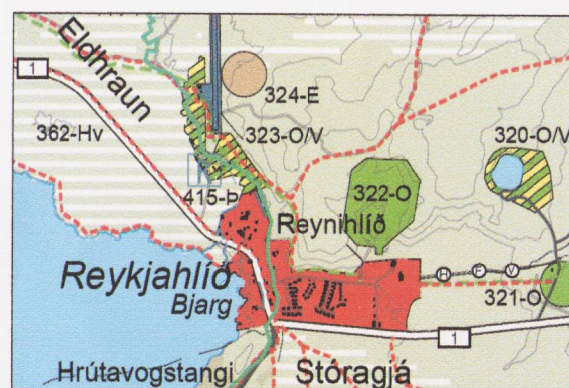 Eldhraun
1
324-E
362-Hv
323-O/V
320-O/V
415-Þ
322-O
Reynihlíð
Reykjahlíð
Bjarg
H F V
321-O
1
Hrútavogstangi
Stóragjá